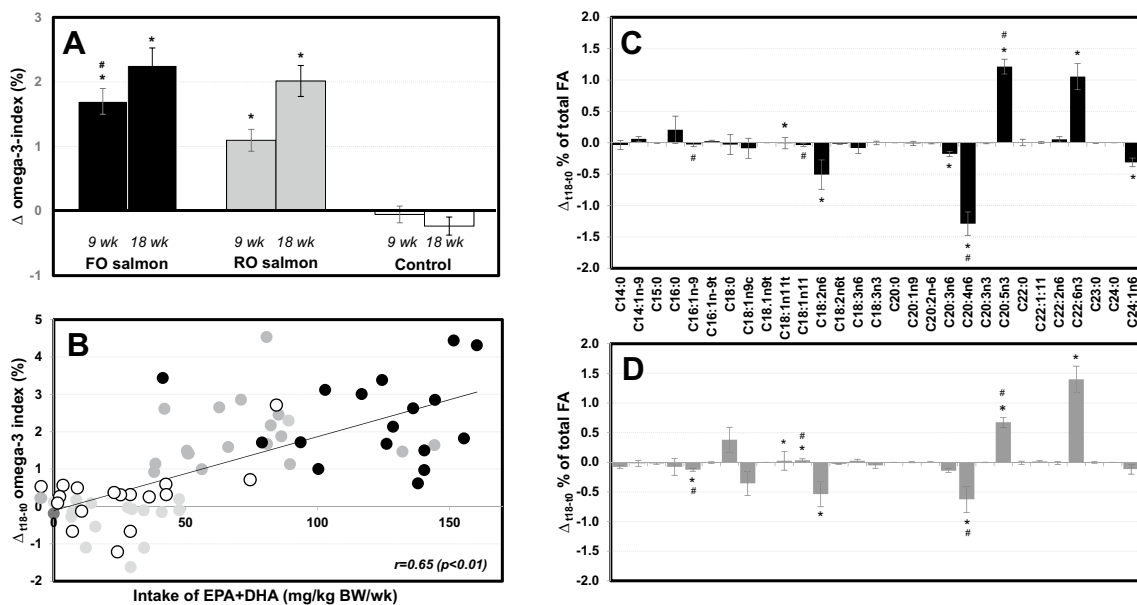 A
Δ omega-3-index (%)
3
2
1
0
-1
#
*
*
*
*
9 wk 18 wk
9 wk 18 wk
9 wk 18 wk
FO salmon
RO salmon
Control
B
Δt18-t0 omega-3 index (%)
5
4
3
2
1
0
-1
-2
0
50
100
150
r=0.65 (p<0.01)
Intake of EPA+DHA (mg/kg BW/wk)
C
Δt18-t0 % of total FA
2.0
1.5
1.0
0.5
0.0
-0.5
-1.0
-1.5
2.0
#
*
#
#
*
*
*
#
#
*
*
*
C14:0
C14:1n-9
C15:0
C16:0
C16:1n-9
C16:1n-9t
C18:0
C18:1n9c
C18:1n9t
C18:1n11t
C18:1n11
C18:2n6
C18:2n6t
C18:3n6
C18:3n3
C20:0
C20:1n9
C20:2n-6
C20:3n6
C20:4n6
C20:3n3
C20:5n3
C22:0
C22:1:11
C22:6n3
C23:0
C24:0
C24:1n6
D
Δt18-t0 % of total FA
2.0
1.5
1.0
0.5
0.0
-0.5
-1.0
-1.5
2.0
*
#
*
#
*
*
*
#
*
*
#
*